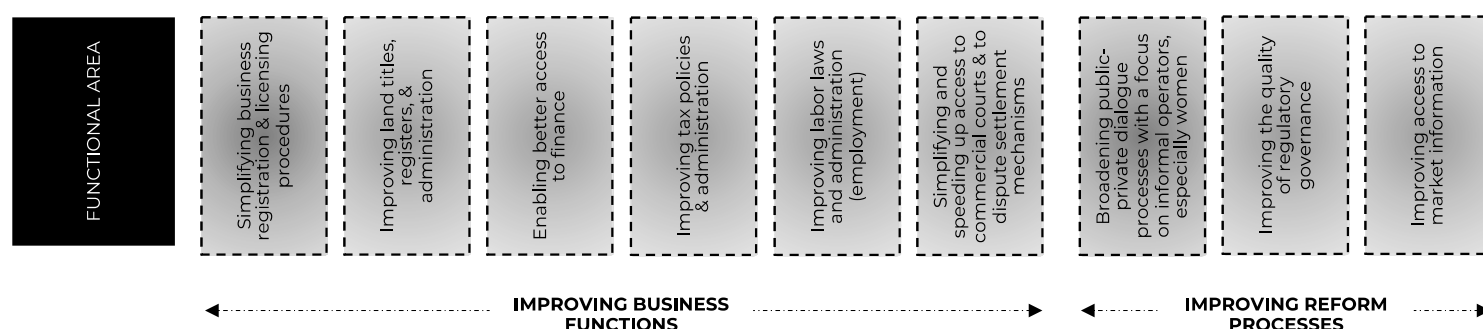 FUNCTIONAL AREA
Simplifying business
registration & licensing
procedures
Improving land titles,
registers, &
administration
Enabling better access
to finance
Improving tax policies
& administration
Improving labor laws
and administration
(employment)
Simplifying and
speeding up access to
commercial courts & to
dispute settlement
mechanisms
Broadening public-
private dialogue
processes with a focus
on informal operators,
especially women
Improving the quality
of regulatory
governance
Improving access to
market information
IMPROVING BUSINESS
FUNCTIONS
IMPROVING REFORM
PROCESSES